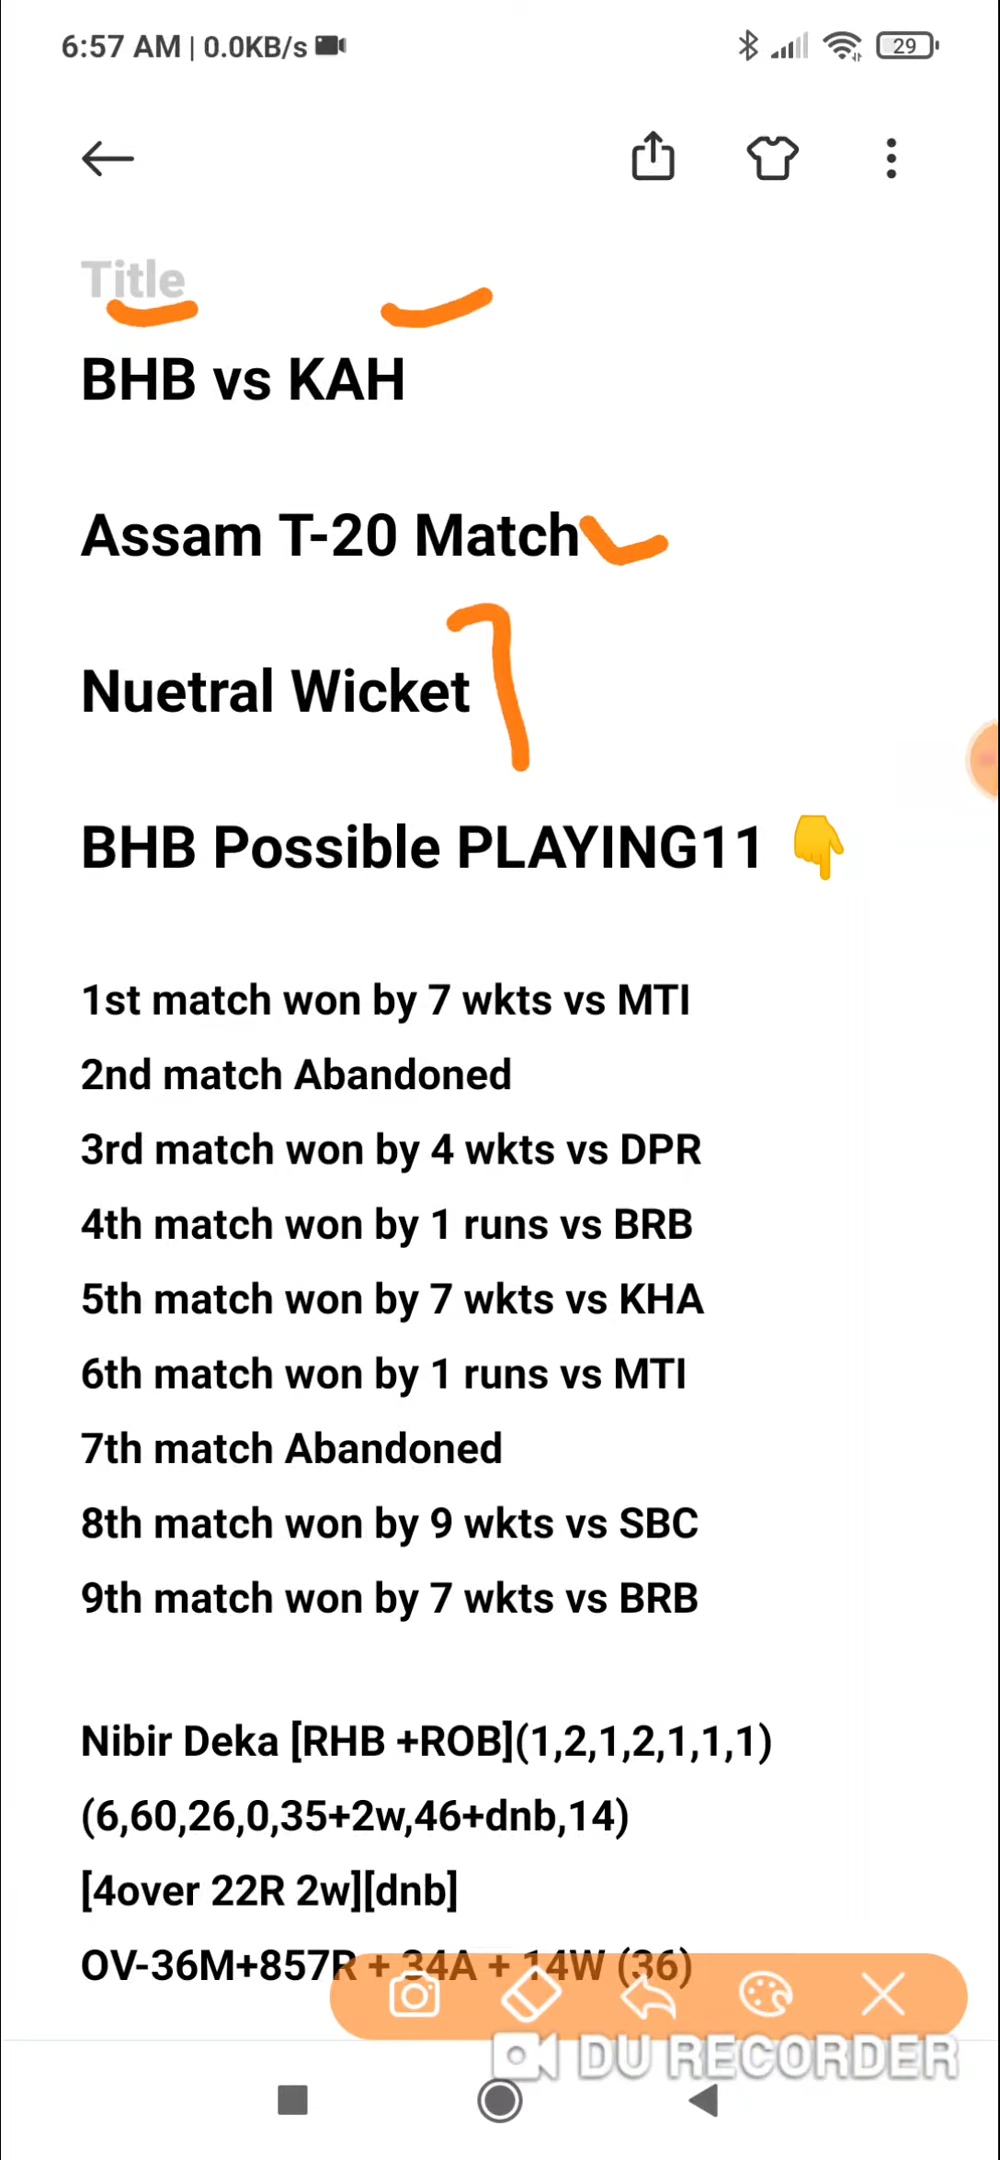 6:57 AM | 0.0KB/s
29
Title
BHB vs KAH
Assam T-20 Match
Nuetral Wicket
BHB Possible PLAYING11 👇
1st match won by 7 wkts vs MTI
2nd match Abandoned
3rd match won by 4 wkts vs DPR
4th match won by 1 runs vs BRB
5th match won by 7 wkts vs KHA
6th match won by 1 runs vs MTI
7th match Abandoned
8th match won by 9 wkts vs SBC
9th match won by 7 wkts vs BRB
Nibir Deka [RHB +ROB](1,2,1,2,1,1,1)
(6,60,26,0,35+2w,46+dnb,14)
[4over 22R 2w][dnb]
OV-36M+857R + 34A + 14W (36)
DU RECORDER